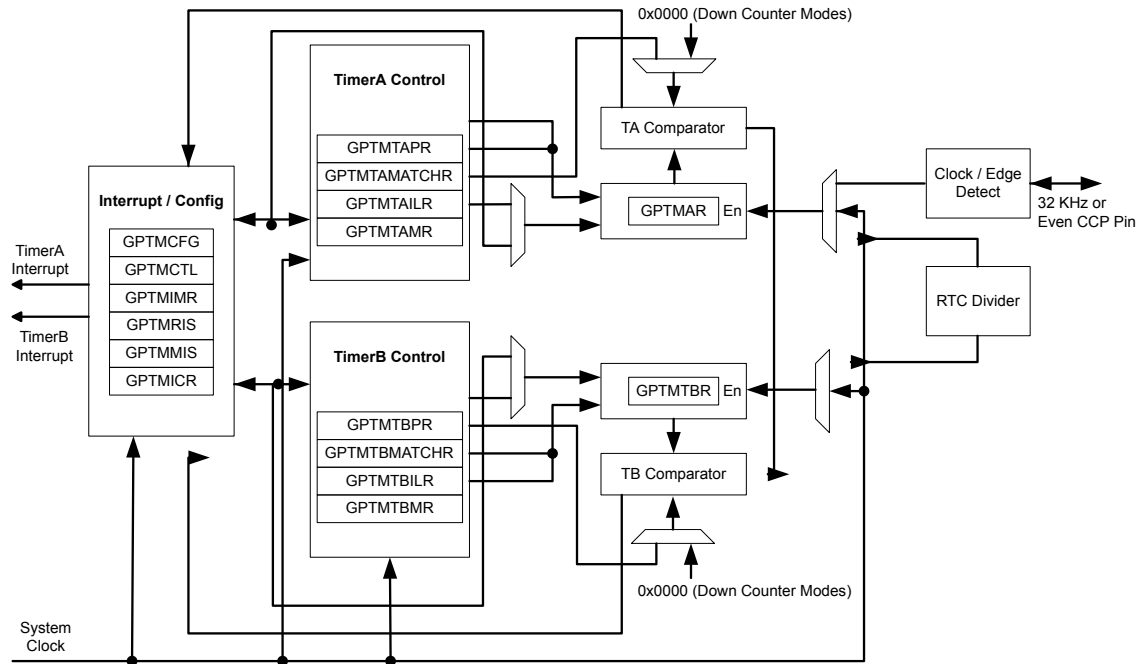 0x0000 (Down Counter Modes)
TimerA Control
GPTMTAPR
GPTMTAMATCHR
GPTMTAILR
GPTMTAMR
TA Comparator
GPTMAR
En
Clock / Edge
Detect
32 KHz or
Even CCP Pin
RTC Divider
Interrupt / Config
GPTMCFG
GPTMCTL
GPTMIMR
GPTMRIS
GPTMMIS
GPTMICR
TimerA
Interrupt
TimerB
Interrupt
TimerB Control
GPTMTBPR
GPTMTBMATCHR
GPTMTBILR
GPTMTBMR
GPTMTBR
En
TB Comparator
0x0000 (Down Counter Modes)
System
Clock